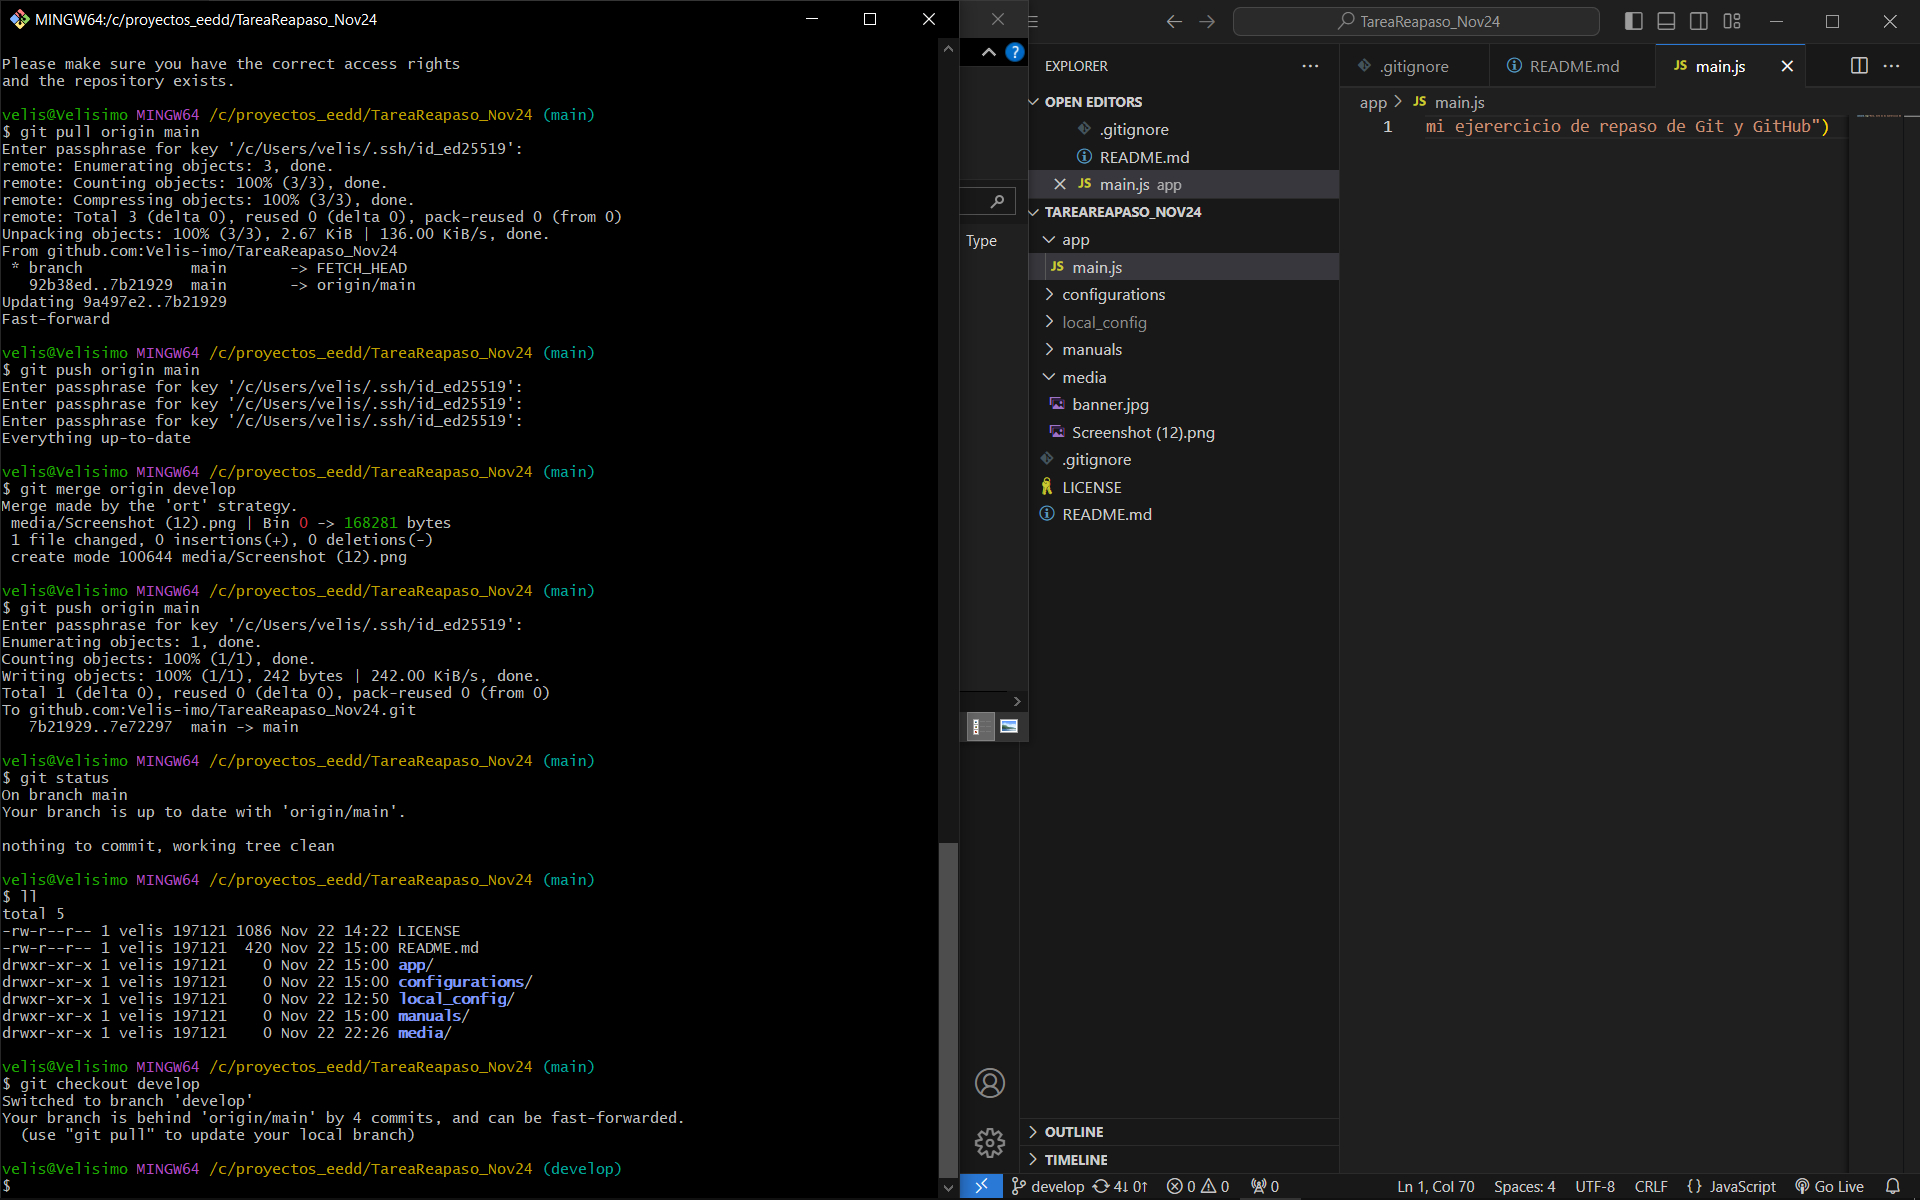 MINGW64:/c/proyectos_eedd/TareaReapaso_Nov24
Please make sure you have the correct access rights
and the repository exists.
velis@Velisimo MINGW64 /c/proyectos_eedd/TareaReapaso_Nov24 (main)
$ git pull origin main
Enter passphrase for key '/c/Users/velis/.ssh/id_ed25519':
remote: Enumerating objects: 3, done.
remote: Counting objects: 100% (3/3), done.
remote: Compressing objects: 100% (3/3), done.
remote: Total 3 (delta 0), reused 0 (delta 0), pack-reused 0 (from 0)
Unpacking objects: 100% (3/3), 2.67 KiB | 136.00 KiB/s, done.
From github.com:Velis-imo/TareaReapaso_Nov24
 * branch            main       -> FETCH_HEAD
   92b38ed..7b21929  main       -> origin/main
Updating 9a497e2..7b21929
Fast-forward
velis@Velisimo MINGW64 /c/proyectos_eedd/TareaReapaso_Nov24 (main)
$ git push origin main
Enter passphrase for key '/c/Users/velis/.ssh/id_ed25519':
Enter passphrase for key '/c/Users/velis/.ssh/id_ed25519':
Enter passphrase for key '/c/Users/velis/.ssh/id_ed25519':
Everything up-to-date
velis@Velisimo MINGW64 /c/proyectos_eedd/TareaReapaso_Nov24 (main)
$ git merge origin develop
Merge made by the 'ort' strategy.
 media/Screenshot (12).png | Bin 0 -> 168281 bytes
 1 file changed, 0 insertions(+), 0 deletions(-)
 create mode 100644 media/Screenshot (12).png
velis@Velisimo MINGW64 /c/proyectos_eedd/TareaReapaso_Nov24 (main)
$ git push origin main
Enter passphrase for key '/c/Users/velis/.ssh/id_ed25519':
Enumerating objects: 1, done.
Counting objects: 100% (1/1), done.
Writing objects: 100% (1/1), 242 bytes | 242.00 KiB/s, done.
Total 1 (delta 0), reused 0 (delta 0), pack-reused 0 (from 0)
To github.com:Velis-imo/TareaReapaso_Nov24.git
   7b21929..7e72297  main -> main
velis@Velisimo MINGW64 /c/proyectos_eedd/TareaReapaso_Nov24 (main)
$ git status
On branch main
Your branch is up to date with 'origin/main'.
nothing to commit, working tree clean
velis@Velisimo MINGW64 /c/proyectos_eedd/TareaReapaso_Nov24 (main)
$ ll
total 5
-rw-r--r-- 1 velis 197121 1086 Nov 22 14:22 LICENSE
-rw-r--r-- 1 velis 197121  420 Nov 22 15:00 README.md
drwxr-xr-x 1 velis 197121    0 Nov 22 15:00 app/
drwxr-xr-x 1 velis 197121    0 Nov 22 15:00 configurations/
drwxr-xr-x 1 velis 197121    0 Nov 22 12:50 local_config/
drwxr-xr-x 1 velis 197121    0 Nov 22 15:00 manuals/
drwxr-xr-x 1 velis 197121    0 Nov 22 22:26 media/
velis@Velisimo MINGW64 /c/proyectos_eedd/TareaReapaso_Nov24 (main)
$ git checkout develop
Switched to branch 'develop'
Your branch is behind 'origin/main' by 4 commits, and can be fast-forwarded.
  (use "git pull" to update your local branch)
velis@Velisimo MINGW64 /c/proyectos_eedd/TareaReapaso_Nov24 (develop)
$
Type
TareaReapaso_Nov24
EXPLORER
OPEN EDITORS
.gitignore
README.md
JS main.js app
TAREAREAPASO_NOV24
app
JS main.js
configurations
local_config
manuals
media
banner.jpg
Screenshot (12).png
.gitignore
LICENSE
README.md
OUTLINE
TIMELINE
.gitignore README.md JS main.js
app > JS main.js
1 mi ejerercicio de repaso de Git y GitHub")
develop 4↓ 0↑ 0 0 0 Ln 1, Col 70 Spaces: 4 UTF-8 CRLF {} JavaScript Go Live